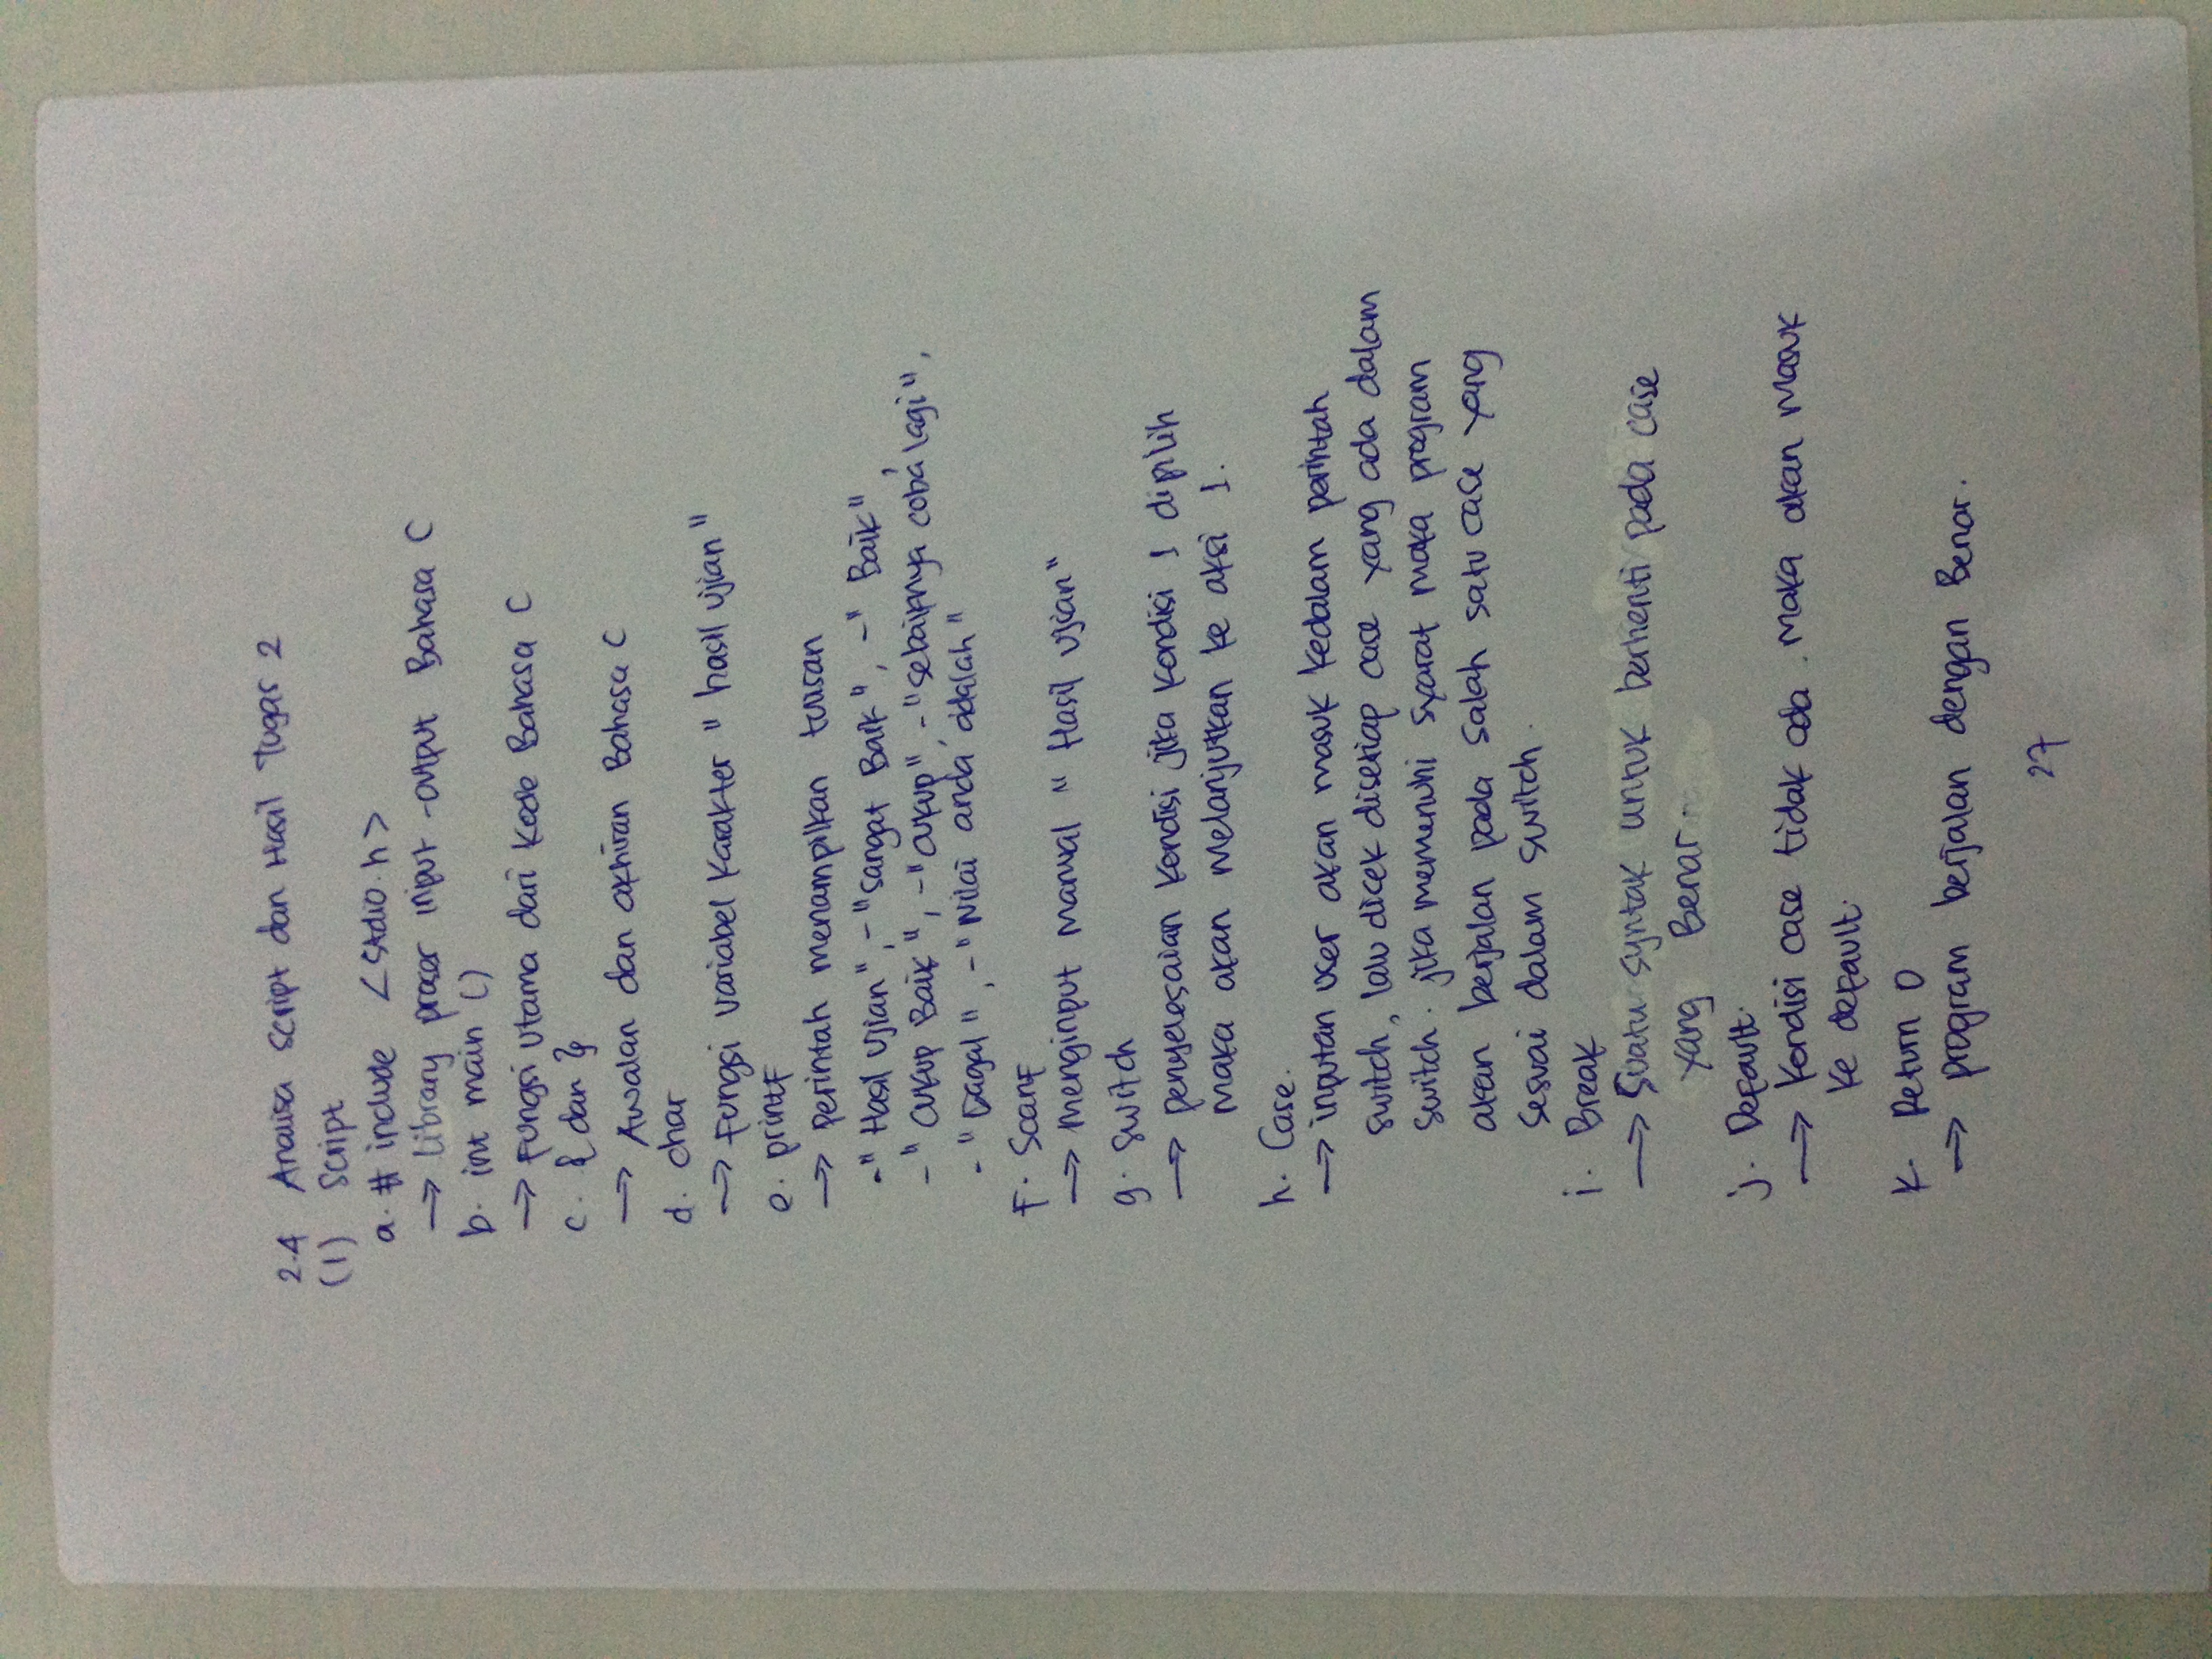 2.4 Analisa Script dan Hasil Tugas 2
(1) Script
a. # include <stdio.h>
→ Library proses input-output Bahasa C
b. int main ()
→ Fungsi utama dari kode Bahasa C
c. { dan }
→ Awalan dan akhiran Bahasa C
d. char
→ Fungsi variabel karakter "hasil ujian"
e. printf
→ perintah menampilkan tulisan
-"Hasil Ujian", -"Sangat Baik", -"Baik",
-"Cukup Baik", -"Cukup", -"sebaiknya coba lagi",
-"Gagal", -"Nilai anda adalah"
F. Scanf
→ menginput manual "Hasil Ujian"
g. Switch
→ penyelesaian kondisi jika kondisi 1 dipilih
maka akan melanjutkan ke aksi 1.
h. Case.
→ inputan user akan masuk kedalam perintah
switch, lalu dicek disetiap case yang ada dalam
switch. jika memenuhi syarat maka program
akan berjalan pada salah satu case yang
sesuai dalam switch.
i. Break
→ Suatu syntak untuk berhenti pada case
yang Benar.
j. Default.
→ Kondisi case tidak ada. maka akan masuk
ke default.
k. Return 0
→ program berjalan dengan Benar.
27